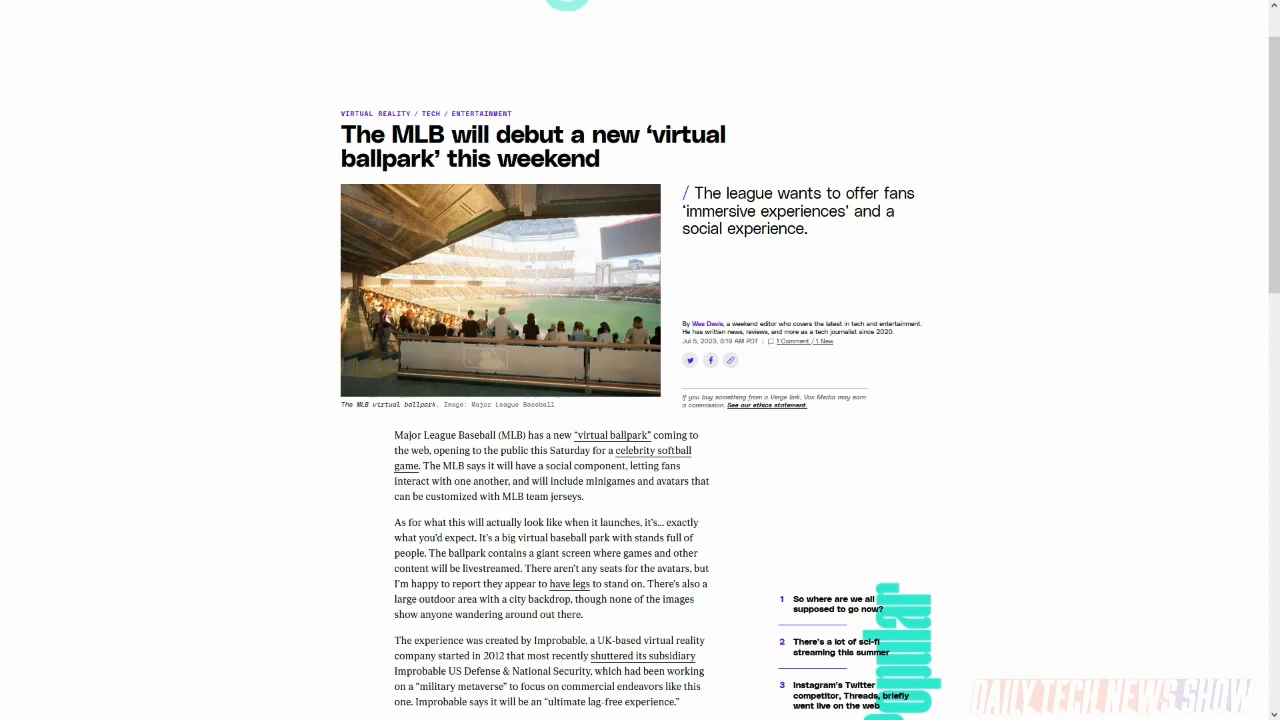 VIRTUAL REALITY / TECH / ENTERTAINMENT
The MLB will debut a new ‘virtual
ballpark’ this weekend
/ The league wants to offer fans
‘immersive experiences’ and a
social experience.
By Wes Davis, a weekend editor who covers the latest in tech and entertainment.
He has written news, reviews, and more as a tech journalist since 2020.
Jul 5, 2023, 8:19 AM PDT | 1 Comment / 1 New
If you buy something from a Verge link, Vox Media may earn
a commission. See our ethics statement.
The MLB virtual ballpark. Image: Major League Baseball
Major League Baseball (MLB) has a new “virtual ballpark” coming to
the web, opening to the public this Saturday for a celebrity softball
game. The MLB says it will have a social component, letting fans
interact with one another, and will include minigames and avatars that
can be customized with MLB team jerseys.
As for what this will actually look like when it launches, it’s... exactly
what you’d expect. It’s a big virtual baseball park with stands full of
people. The ballpark contains a giant screen where games and other
content will be livestreamed. There aren’t any seats for the avatars, but
I’m happy to report they appear to have legs to stand on. There’s also a
large outdoor area with a city backdrop, though none of the images
show anyone wandering around out there.
The experience was created by Improbable, a UK-based virtual reality
company started in 2012 that most recently shuttered its subsidiary
Improbable US Defense & National Security, which had been working
on a “military metaverse” to focus on commercial endeavors like this
one. Improbable says it will be an “ultimate lag-free experience.”
1 So where are we all
supposed to go now?
2 There’s a lot of sci-fi
streaming this summer
3 Instagram’s Twitter
competitor, Threads, briefly
went live on the web
DAILY TECH NEWS SHOW